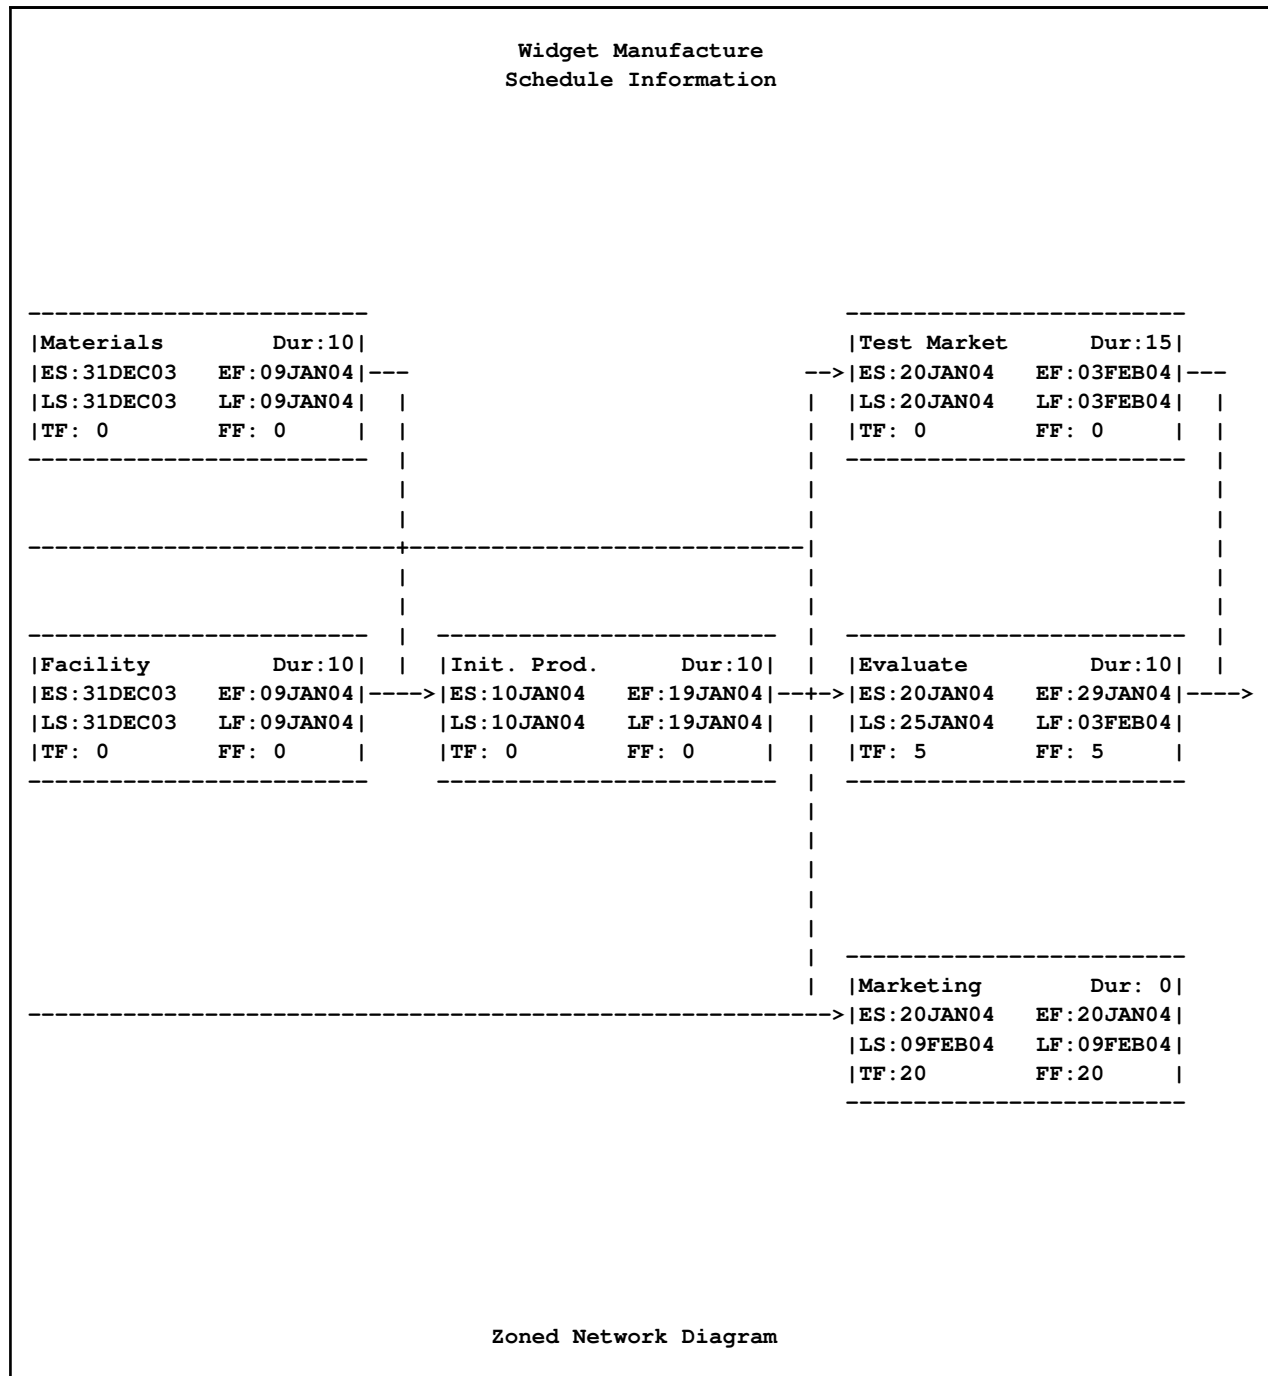 Widget Manufacture
Schedule Information
|Materials Dur:10| |Test Market Dur:15|
|ES:31DEC03 EF:09JAN04|--- -->|ES:20JAN04 EF:03FEB04|---
|LS:31DEC03 LF:09JAN04| | | |LS:20JAN04 LF:03FEB04| |
|TF: 0 FF: 0 | | | |TF: 0 FF: 0 | |
|Facility Dur:10| | |Init. Prod. Dur:10| | |Evaluate Dur:10| |
|ES:31DEC03 EF:09JAN04|---->|ES:10JAN04 EF:19JAN04|--+->|ES:20JAN04 EF:29JAN04|---->
|LS:31DEC03 LF:09JAN04| |LS:10JAN04 LF:19JAN04| | |LS:25JAN04 LF:03FEB04|
|TF: 0 FF: 0 | |TF: 0 FF: 0 | | |TF: 5 FF: 5 |
| |Marketing Dur: 0|
|ES:20JAN04 EF:20JAN04|
|LS:09FEB04 LF:09FEB04|
|TF:20 FF:20 |
Zoned Network Diagram